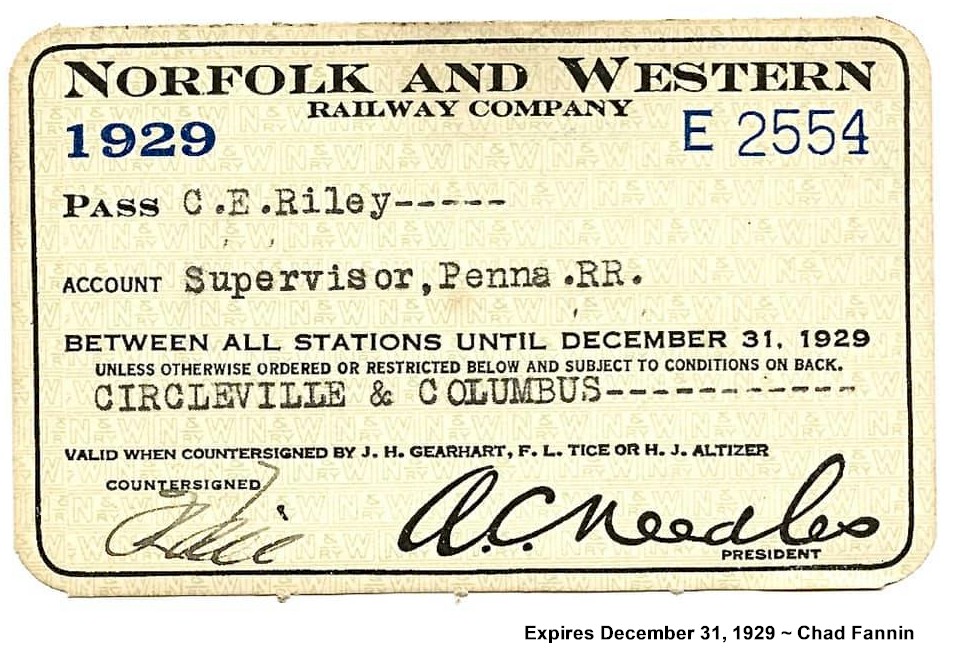 NORFOLK AND WESTERN
RAILWAY COMPANY
1929 E 2554
PASS C.E.Riley-----
ACCOUNT Supervisor,Penna.RR.
BETWEEN ALL STATIONS UNTIL DECEMBER 31, 1929
UNLESS OTHERWISE ORDERED OR RESTRICTED BELOW AND SUBJECT TO CONDITIONS ON BACK.
CIRCLEVILLE & COLUMBUS-----------
VALID WHEN COUNTERSIGNED BY J. H. GEARHART, F. L. TICE OR H. J. ALTIZER
COUNTERSIGNED
A.C. Needles
PRESIDENT
Expires December 31, 1929 ~ Chad Fannin